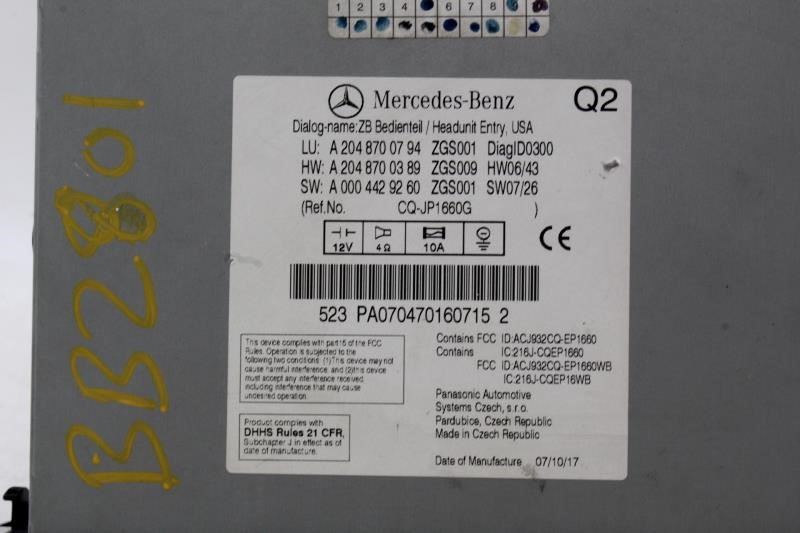 1 2 3 4 6 7 8
Mercedes-Benz Q2
Dialog-name:ZB Bedienteil / Headunit Entry, USA
LU: A 204 870 07 94 ZGS001 DiagID0300
HW: A 204 870 03 89 ZGS009 HW06/43
SW: A 000 442 92 60 ZGS001 SW07/26
(Ref.No. CQ-JP1660G )
12V 4Ω 10A
CE
523 PA070470160715 2
This device complies with part 15 of the FCC
Rules. Operation is subjected to the
following two conditions: (1)This device may not
cause harmful interference, and (2)this device
must accept any interference received,
including interference that may cause
undesired operation.
Product complies with
DHHS Rules 21 CFR,
Subchapter J in effect as of
date of manufacture.
Contains FCC ID:ACJ932CQ-EP1660
Contains IC:216J-CQEP1660
FCC ID:ACJ932CQ-EP1660WB
IC:216J-CQEP16WB
Panasonic Automotive
Systems Czech, s.r.o.
Pardubice, Czech Republic
Made in Czech Republic
Date of Manufacture 07/10/17
BB2801